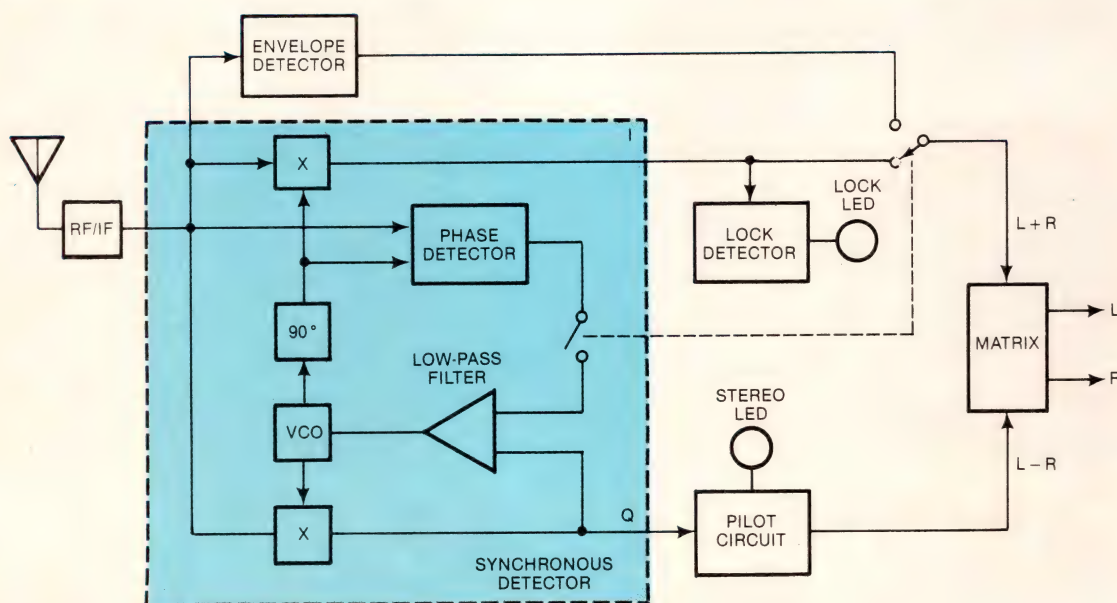 ENVELOPE
DETECTOR
I
X
LOCK
LED
RF/IF
PHASE
DETECTOR
LOCK
DETECTOR
L+R
90°
LOW-PASS
FILTER
L
MATRIX
R
STEREO
LED
VCO
L−R
Q
X
PILOT
CIRCUIT
SYNCHRONOUS
DETECTOR